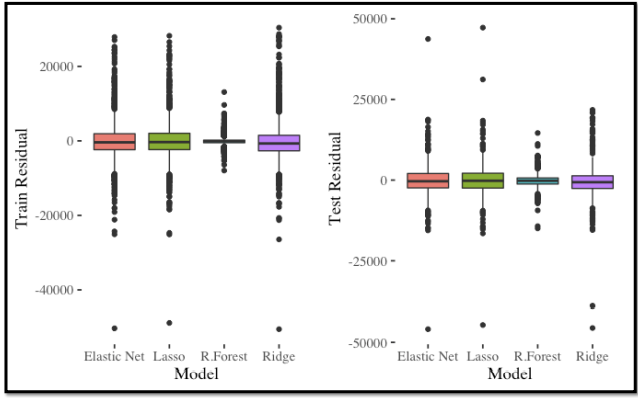 Train Residual
20000
0
-20000
-40000
Elastic Net Lasso R.Forest Ridge
Model
Test Residual
50000
25000
0
-25000
-50000
Elastic Net Lasso R.Forest Ridge
Model